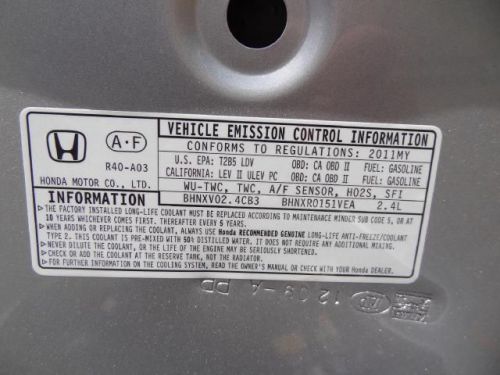 VEHICLE EMISSION CONTROL INFORMATION
A·F
CONFORMS TO REGULATIONS: 2011MY
R40-A03
U.S. EPA: T2B5 LDV OBD: CA OBD II FUEL: GASOLINE
CALIFORNIA: LEV II ULEV PC OBD: CA OBD II FUEL: GASOLINE
HONDA MOTOR CO., LTD.
WU-TWC, TWC, A/F SENSOR, HO2S, SFI
BHNXV02.4CB3 BHNXR0151VEA 2.4L
▶THE FACTORY INSTALLED LONG-LIFE COOLANT MUST BE REPLACED ACCORDING TO MAINTENANCE MINDER SUB CODE 5, OR AT
10 YEARS WHICHEVER COMES FIRST. THEREAFTER EVERY 5 YEARS
▶WHEN ADDING OR REPLACING THE COOLANT, ALWAYS USE Honda RECOMMENDED GENUINE LONG-LIFE ANTI-FREEZE/COOLANT
TYPE 2. THIS COOLANT IS PRE-MIXED WITH 50% DISTILLED WATER. IT DOES NOT REQUIRE ANY ADDITIONAL MIXING.
▶NEVER DILUTE THE COOLANT, OR THE ENGINE MAY BE SERIOUSLY DAMAGED.
▶CHECK OR ADD THE COOLANT AT THE RESERVE TANK, NOT THE RADIATOR.
▶FOR FURTHER INFORMATION ON THE COOLING SYSTEM, READ THE OWNER'S MANUAL OR CHECK WITH AN HONDA DEALER.